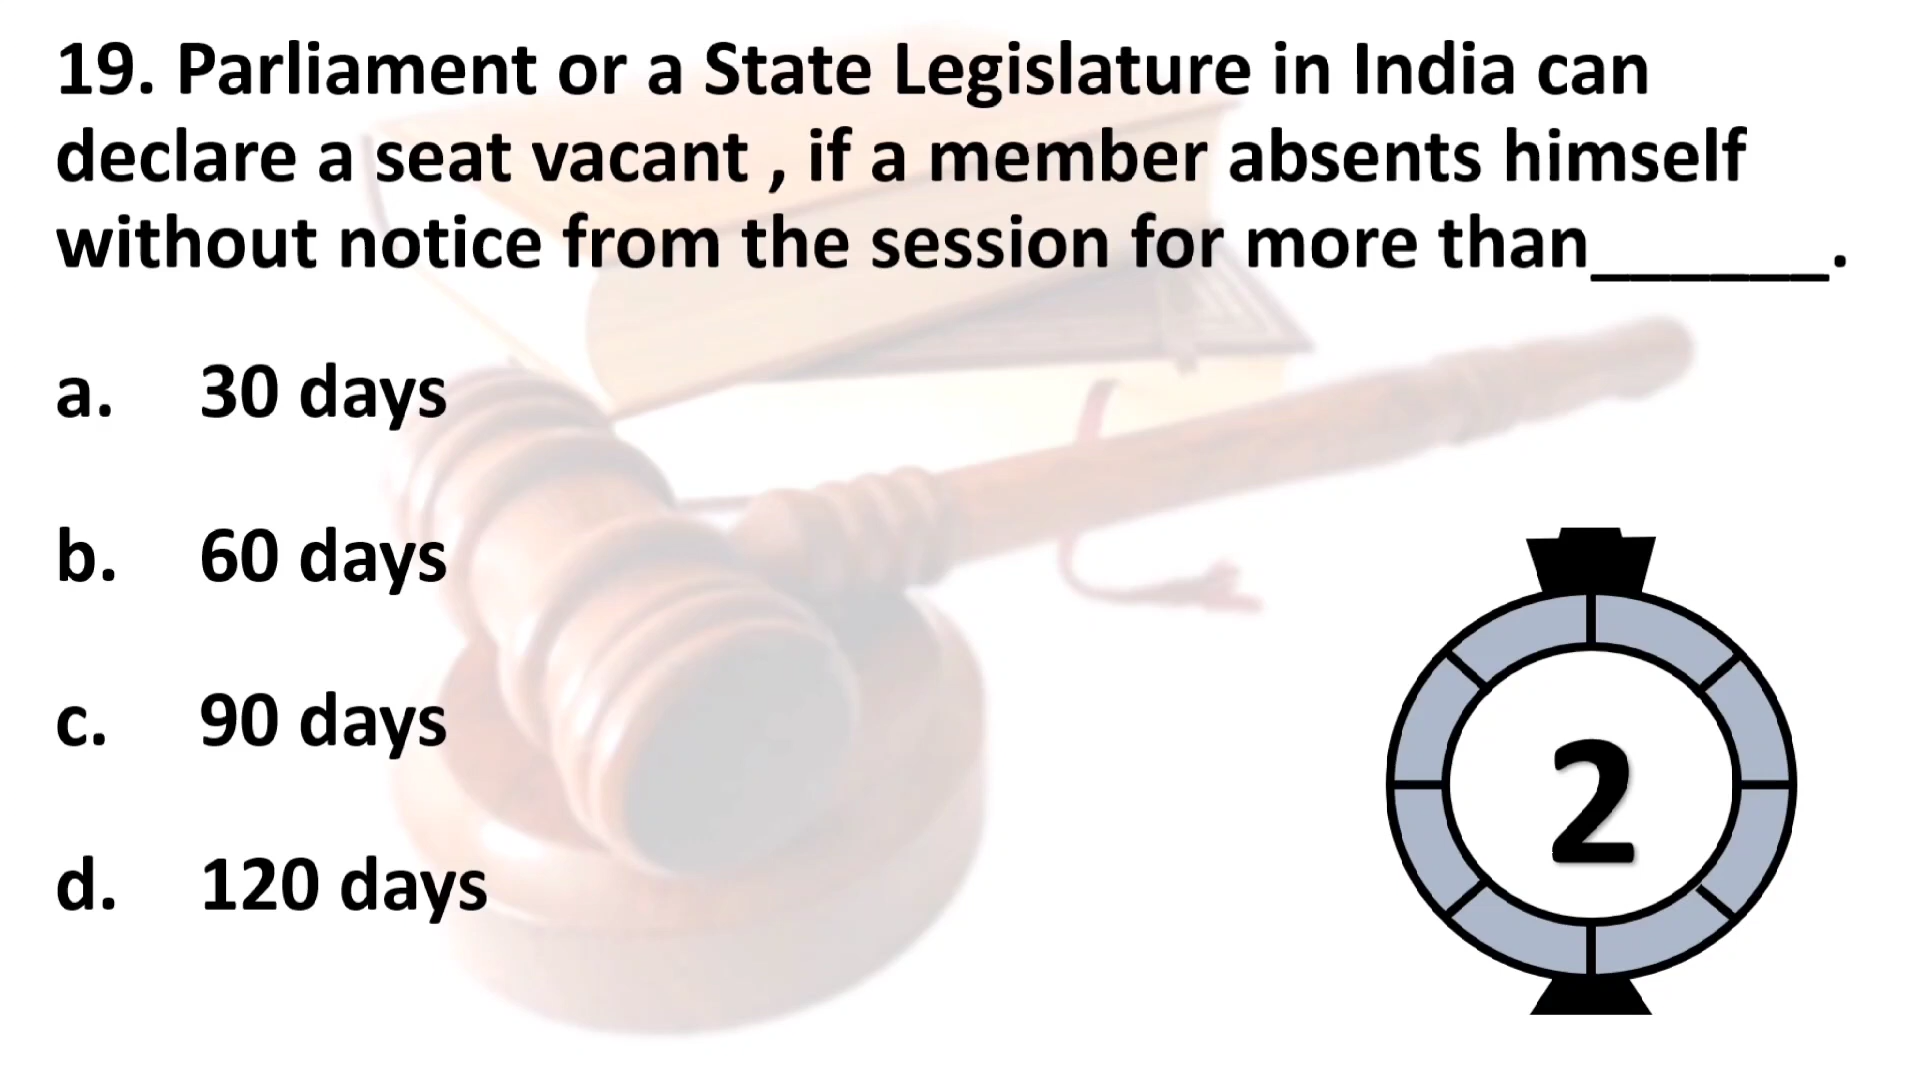 19. Parliament or a State Legislature in India can
declare a seat vacant , if a member absents himself
without notice from the session for more than______.
a. 30 days
b. 60 days
c. 90 days
d. 120 days
2